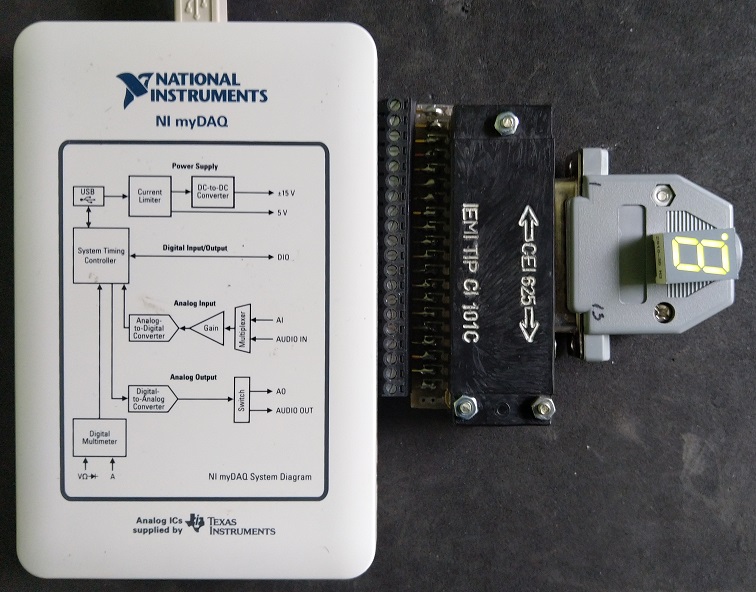 NATIONAL
INSTRUMENTS
NI myDAQ
Power Supply
USB
Current
Limiter
DC-to-DC
Converter
±15 V
5 V
System Timing
Controller
Digital Input/Output
DIO
Analog Input
Analog-
to-Digital
Converter
Gain
Multiplexer
AI
AUDIO IN
Analog Output
Digital-
to-Analog
Converter
Switch
AO
AUDIO OUT
Digital
Multimeter
VΩ
A
NI myDAQ System Diagram
Analog ICs
supplied by
TEXAS
INSTRUMENTS
CEI 625
IEMI TIP CI 101C
1
13
8.